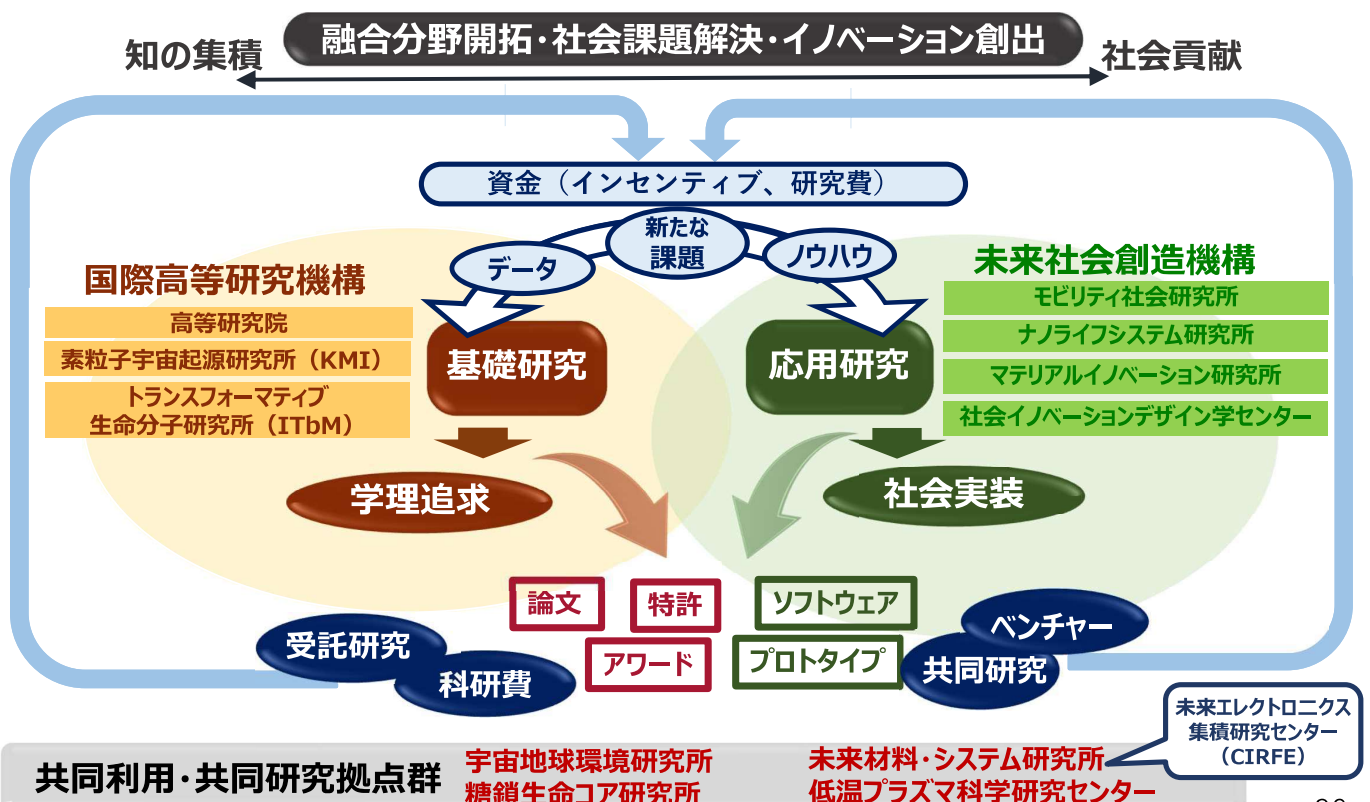 融合分野開拓・社会課題解決・イノベーション創出
知の集積
社会貢献
資金（インセンティブ、研究費）
新たな
課題
データ
ノウハウ
国際高等研究機構
高等研究院
素粒子宇宙起源研究所（KMI）
トランスフォーマティブ
生命分子研究所（ITbM）
未来社会創造機構
モビリティ社会研究所
ナノライフシステム研究所
マテリアルイノベーション研究所
社会イノベーションデザイン学センター
基礎研究
応用研究
学理追求
社会実装
論文
特許
ソフトウェア
アワード
プロトタイプ
受託研究
科研費
ベンチャー
共同研究
未来エレクトロニクス
集積研究センター
（CIRFE）
共同利用・共同研究拠点群
宇宙地球環境研究所
糖鎖生命コア研究所
未来材料・システム研究所
低温プラズマ科学研究センター